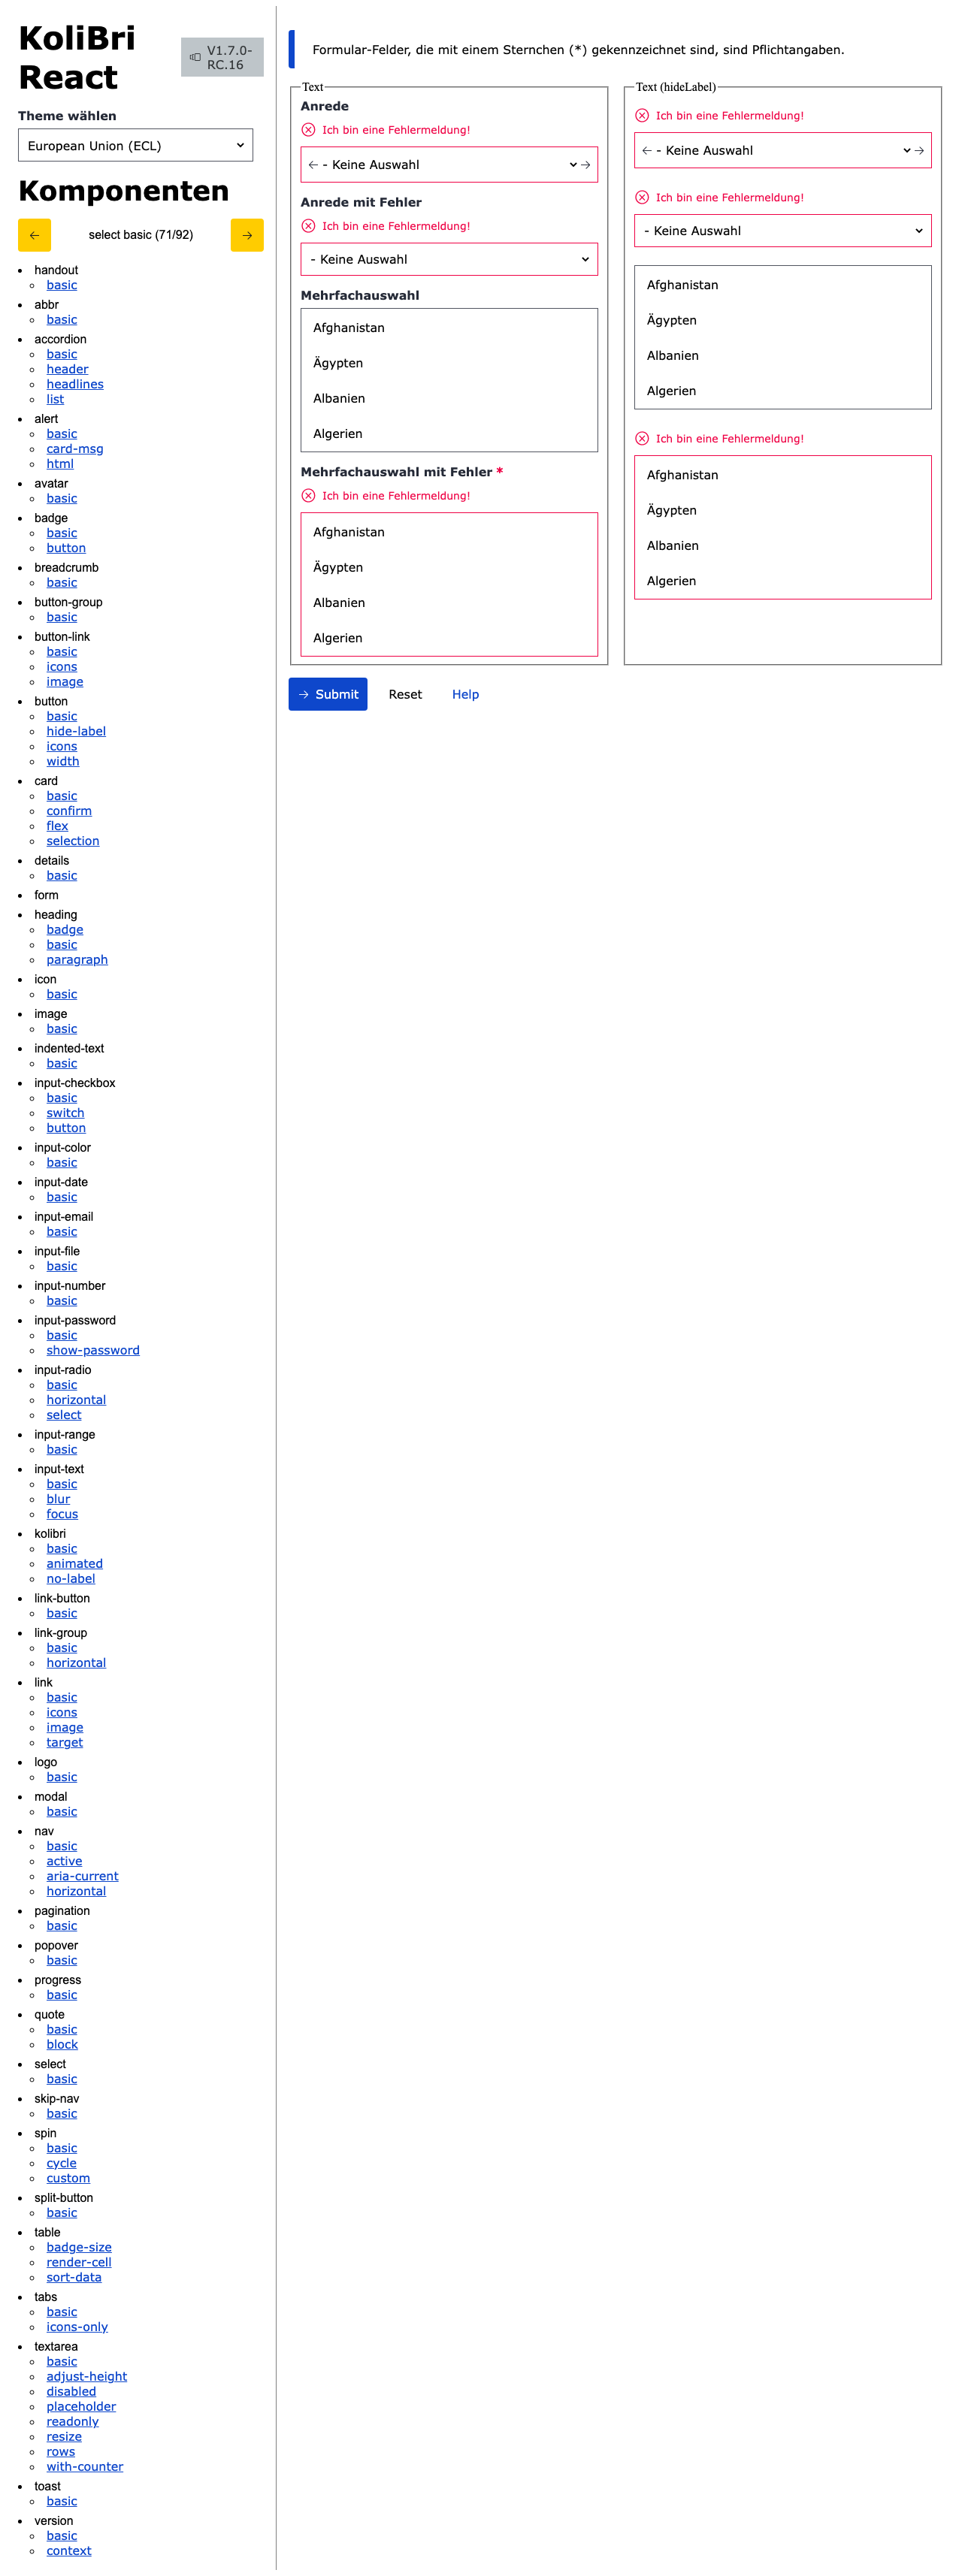 KoliBri
React
V1.7.0-
RC.16
Theme wählen
European Union (ECL)
Komponenten
←
select basic (71/92)
→
handout
basic
abbr
basic
accordion
basic
header
headlines
list
alert
basic
card-msg
html
avatar
basic
badge
basic
button
breadcrumb
basic
button-group
basic
button-link
basic
icons
image
button
basic
hide-label
icons
width
card
basic
confirm
flex
selection
details
basic
form
heading
badge
basic
paragraph
icon
basic
image
basic
indented-text
basic
input-checkbox
basic
switch
button
input-color
basic
input-date
basic
input-email
basic
input-file
basic
input-number
basic
input-password
basic
show-password
input-radio
basic
horizontal
select
input-range
basic
input-text
basic
blur
focus
kolibri
basic
animated
no-label
link-button
basic
link-group
basic
horizontal
link
basic
icons
image
target
logo
basic
modal
basic
nav
basic
active
aria-current
horizontal
pagination
basic
popover
basic
progress
basic
quote
basic
block
select
basic
skip-nav
basic
spin
basic
cycle
custom
split-button
basic
table
badge-size
render-cell
sort-data
tabs
basic
icons-only
textarea
basic
adjust-height
disabled
placeholder
readonly
resize
rows
with-counter
toast
basic
version
basic
context
Formular-Felder, die mit einem Sternchen (*) gekennzeichnet sind, sind Pflichtangaben.
Text
Anrede
Ich bin eine Fehlermeldung!
← - Keine Auswahl →
Anrede mit Fehler
Ich bin eine Fehlermeldung!
- Keine Auswahl
Mehrfachauswahl
Afghanistan
Ägypten
Albanien
Algerien
Mehrfachauswahl mit Fehler *
Ich bin eine Fehlermeldung!
Afghanistan
Ägypten
Albanien
Algerien
Text (hideLabel)
Ich bin eine Fehlermeldung!
← - Keine Auswahl →
Ich bin eine Fehlermeldung!
- Keine Auswahl
Afghanistan
Ägypten
Albanien
Algerien
Ich bin eine Fehlermeldung!
Afghanistan
Ägypten
Albanien
Algerien
→ Submit
Reset
Help